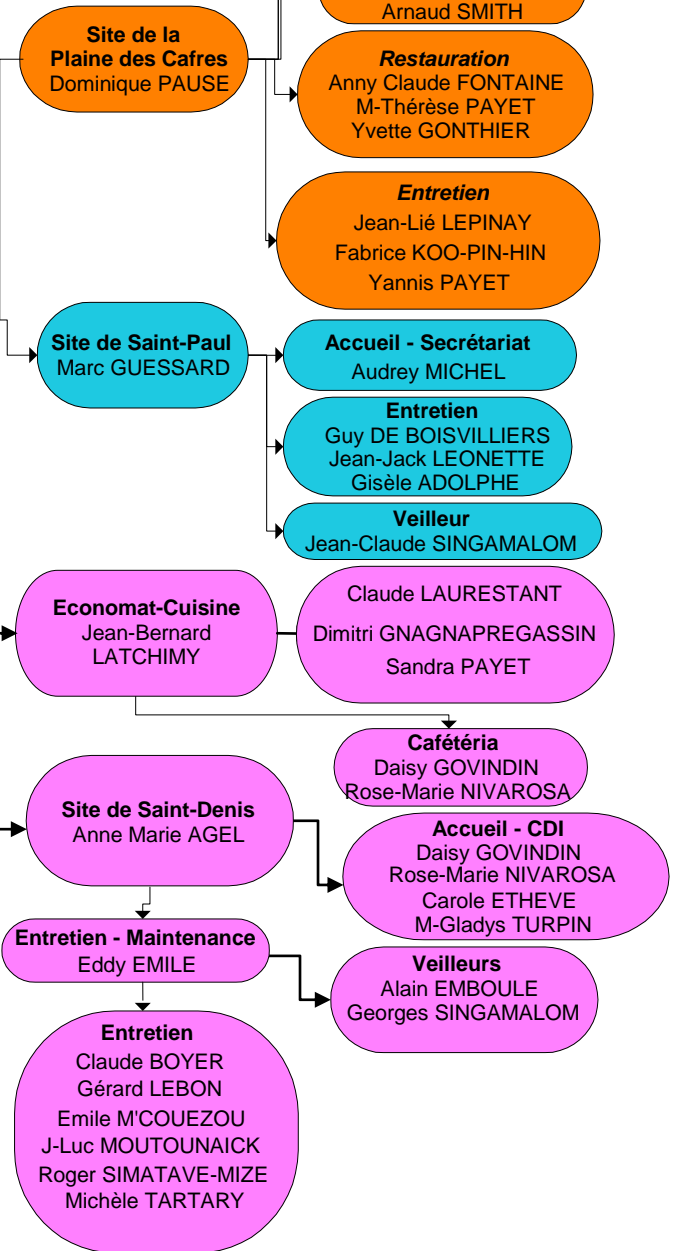 Arnaud SMITH
Site de la
Plaine des Cafres
Dominique PAUSE
Restauration
Anny Claude FONTAINE
M-Thérèse PAYET
Yvette GONTHIER
Entretien
Jean-Lié LEPINAY
Fabrice KOO-PIN-HIN
Yannis PAYET
Site de Saint-Paul
Marc GUESSARD
Accueil - Secrétariat
Audrey MICHEL
Entretien
Guy DE BOISVILLIERS
Jean-Jack LEONETTE
Gisèle ADOLPHE
Veilleur
Jean-Claude SINGAMALOM
Economat-Cuisine
Jean-Bernard
LATCHIMY
Claude LAURESTANT
Dimitri GNAGNAPREGASSIN
Sandra PAYET
Cafétéria
Daisy GOVINDIN
Rose-Marie NIVAROSA
Site de Saint-Denis
Anne Marie AGEL
Accueil - CDI
Daisy GOVINDIN
Rose-Marie NIVAROSA
Carole ETHEVE
M-Gladys TURPIN
Entretien - Maintenance
Eddy EMILE
Veilleurs
Alain EMBOULE
Georges SINGAMALOM
Entretien
Claude BOYER
Gérard LEBON
Emile M'COUEZOU
J-Luc MOUTOUNAICK
Roger SIMATAVE-MIZE
Michèle TARTARY